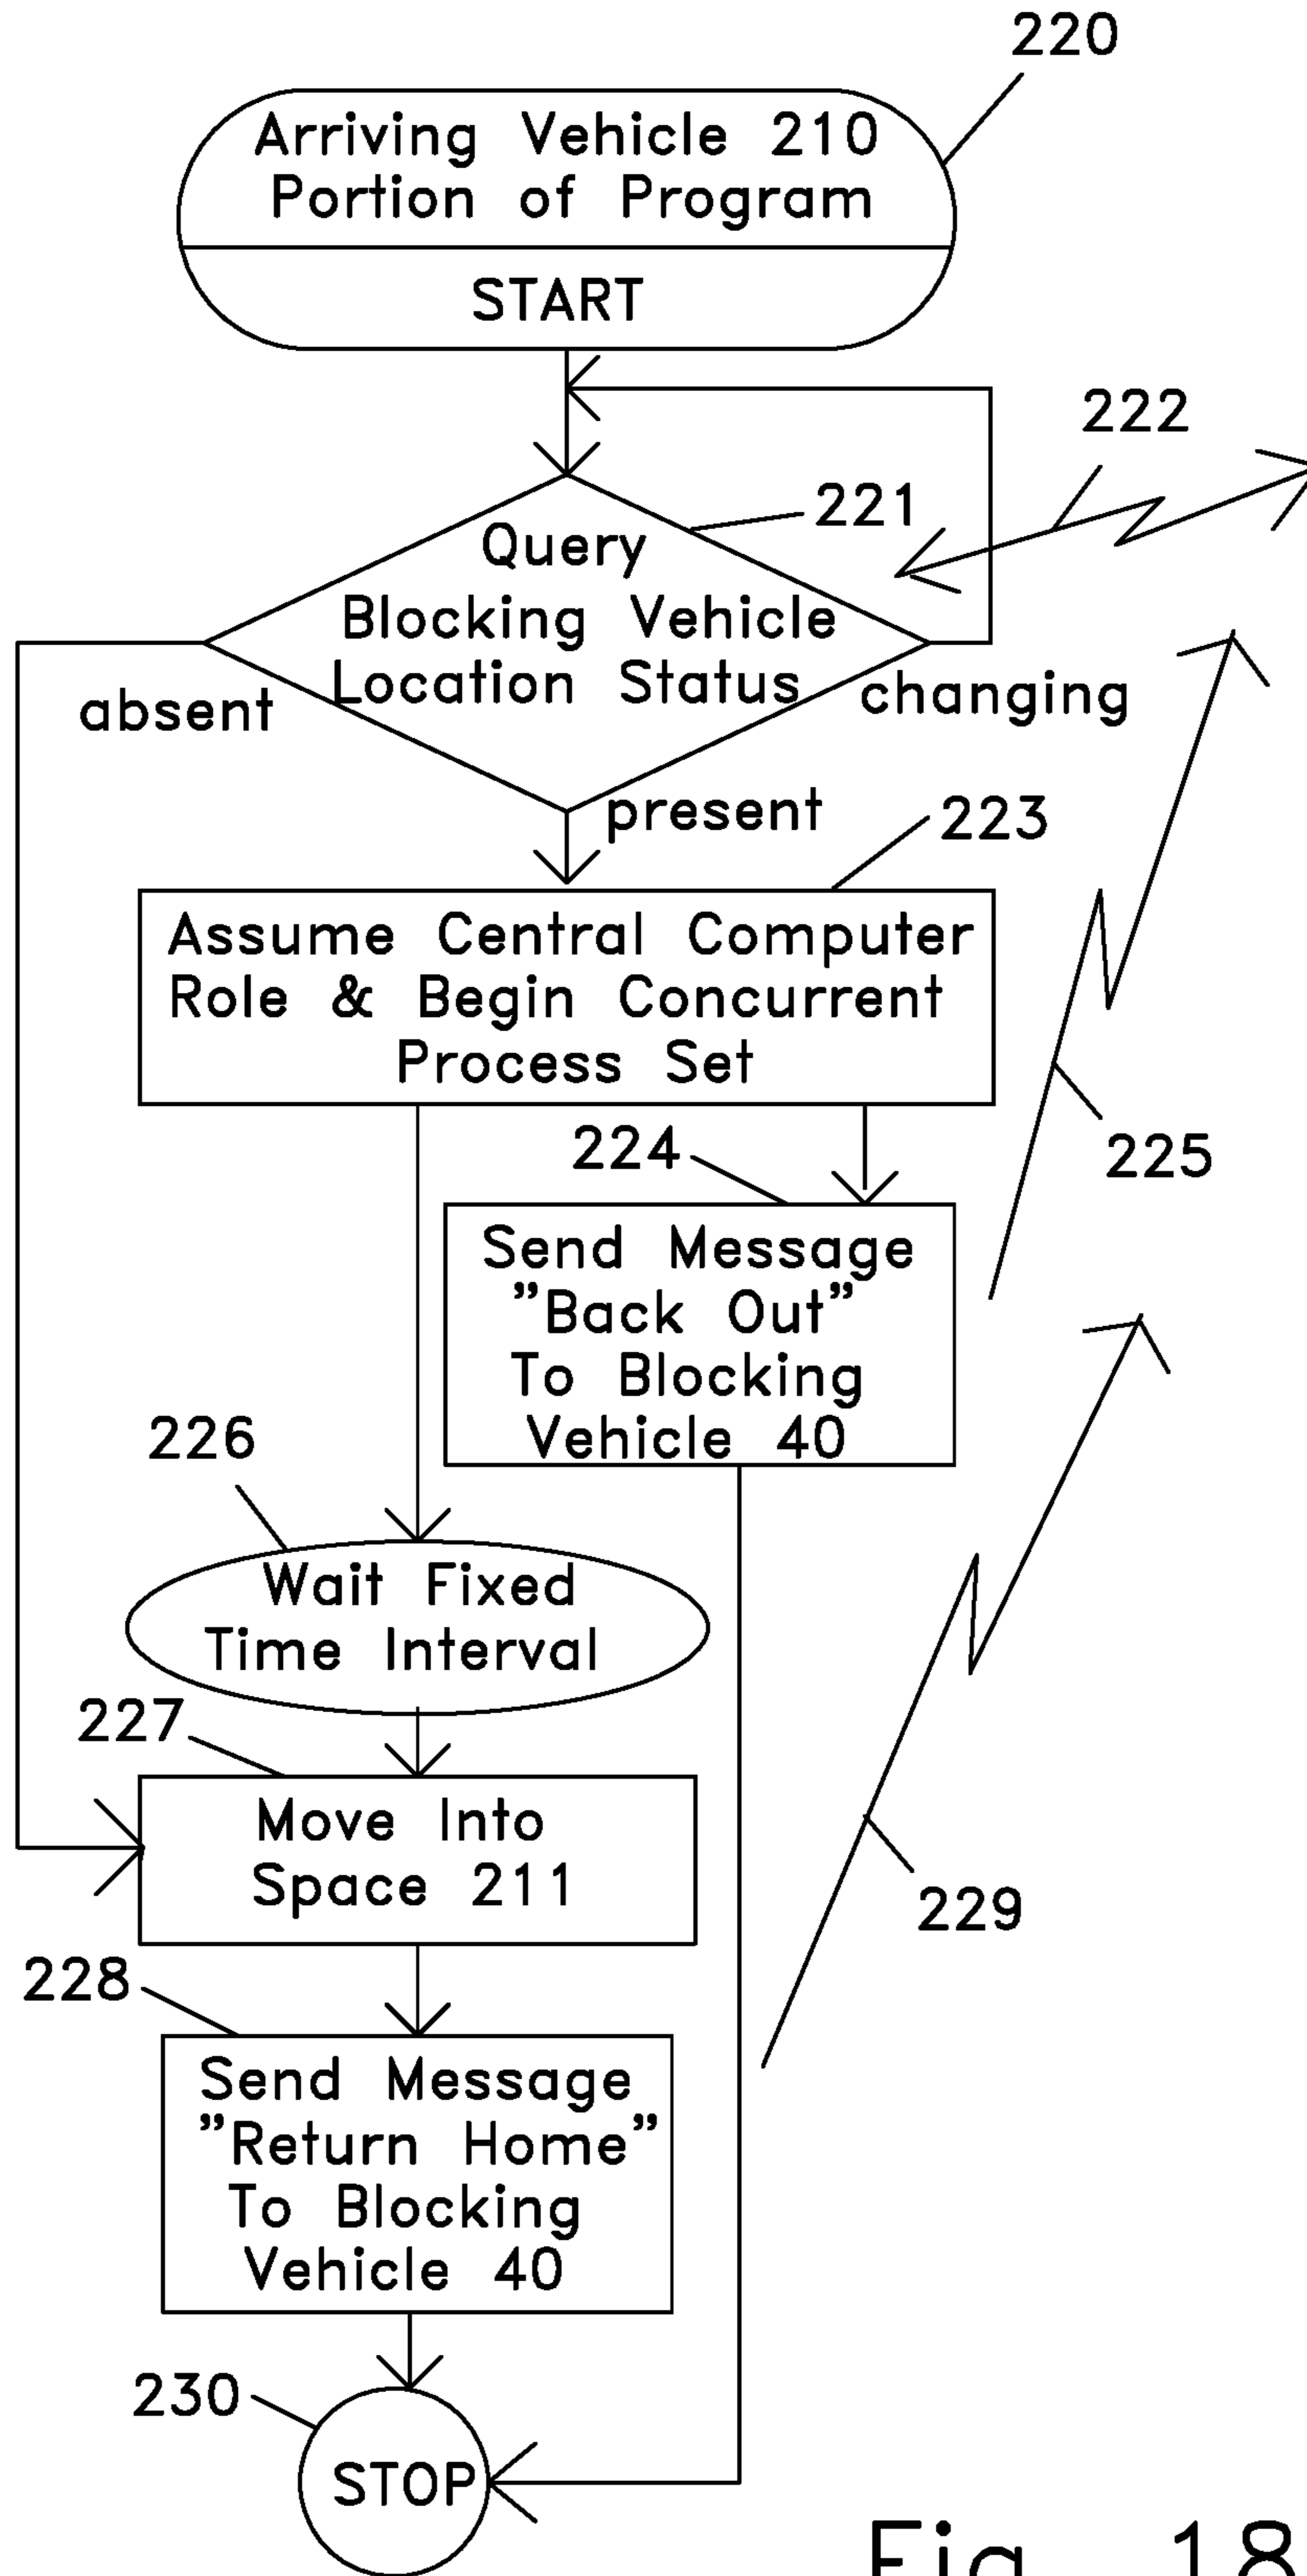 220
Arriving Vehicle 210
Portion of Program
START
222
221
Query
Blocking Vehicle
Location Status
absent
changing
present
223
Assume Central Computer
Role & Begin Concurrent
Process Set
224
225
Send Message
"Back Out"
To Blocking
Vehicle 40
226
Wait Fixed
Time Interval
227
Move Into
Space 211
229
228
Send Message
"Return Home"
To Blocking
Vehicle 40
230
STOP
Fig. 18